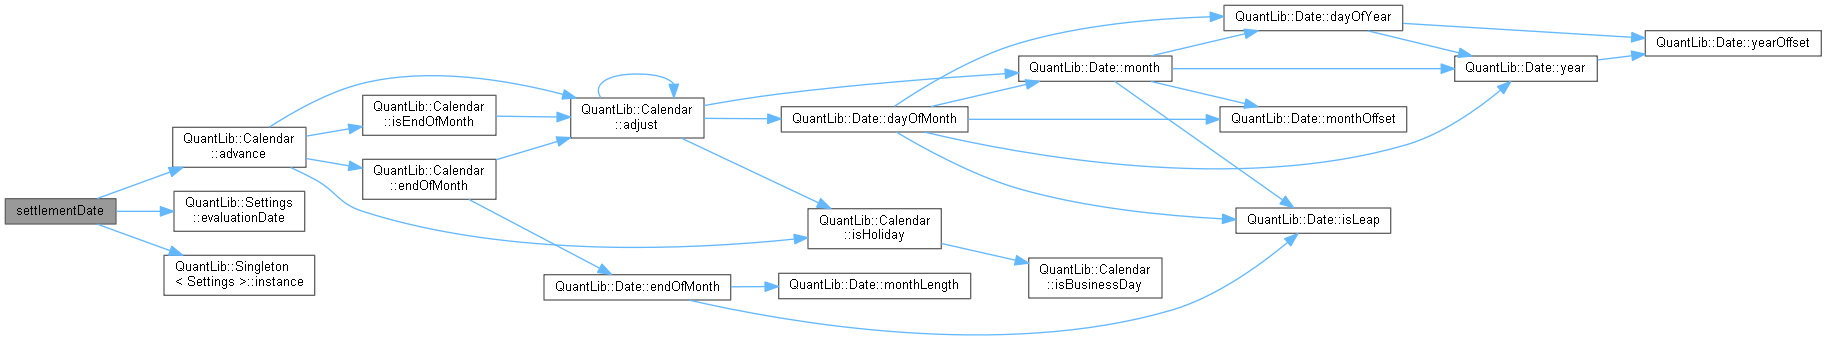 settlementDate
QuantLib::Calendar
::advance
QuantLib::Settings
::evaluationDate
QuantLib::Singleton
< Settings >::instance
QuantLib::Calendar
::isEndOfMonth
QuantLib::Calendar
::endOfMonth
QuantLib::Calendar
::adjust
QuantLib::Date::endOfMonth
QuantLib::Date::dayOfMonth
QuantLib::Calendar
::isHoliday
QuantLib::Date::monthLength
QuantLib::Date::month
QuantLib::Calendar
::isBusinessDay
QuantLib::Date::dayOfYear
QuantLib::Date::monthOffset
QuantLib::Date::isLeap
QuantLib::Date::year
QuantLib::Date::yearOffset